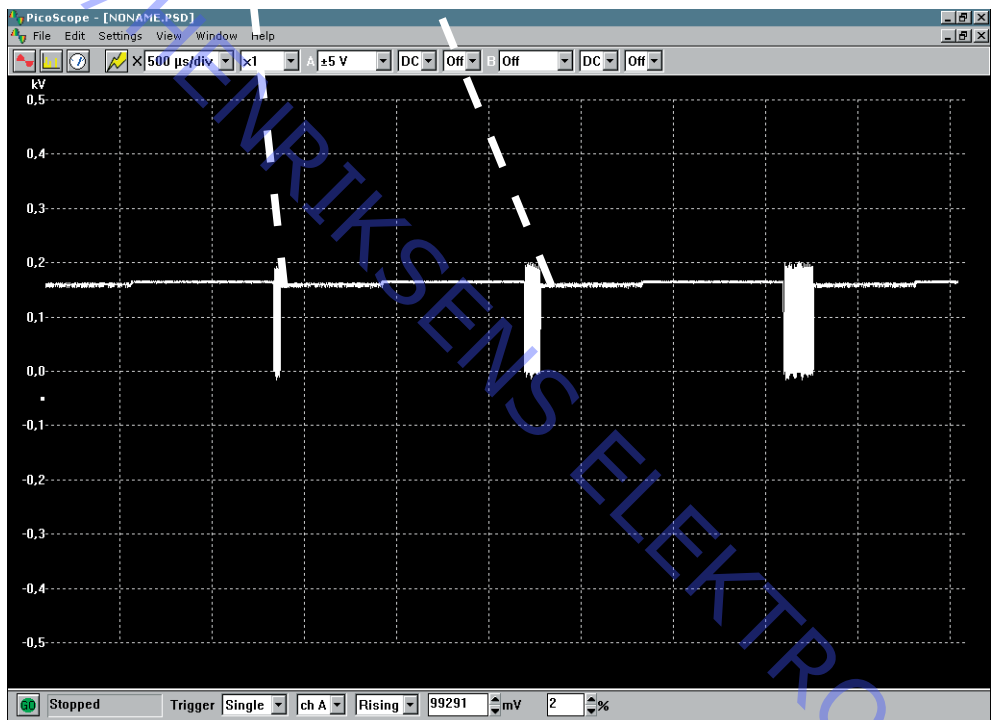 PicoScope - [NONAME.PSD]
File Edit Settings View Window Help
X 500 µs/div x1 A ±5 V DC Off B Off DC Off
kV
0,5
0,4
0,3
0,2
0,1
0,0
-0,1
-0,2
-0,3
-0,4
-0,5
GO Stopped Trigger Single ch A Rising 99291 mV 2 %
HENRIKSENS ELEKTRO